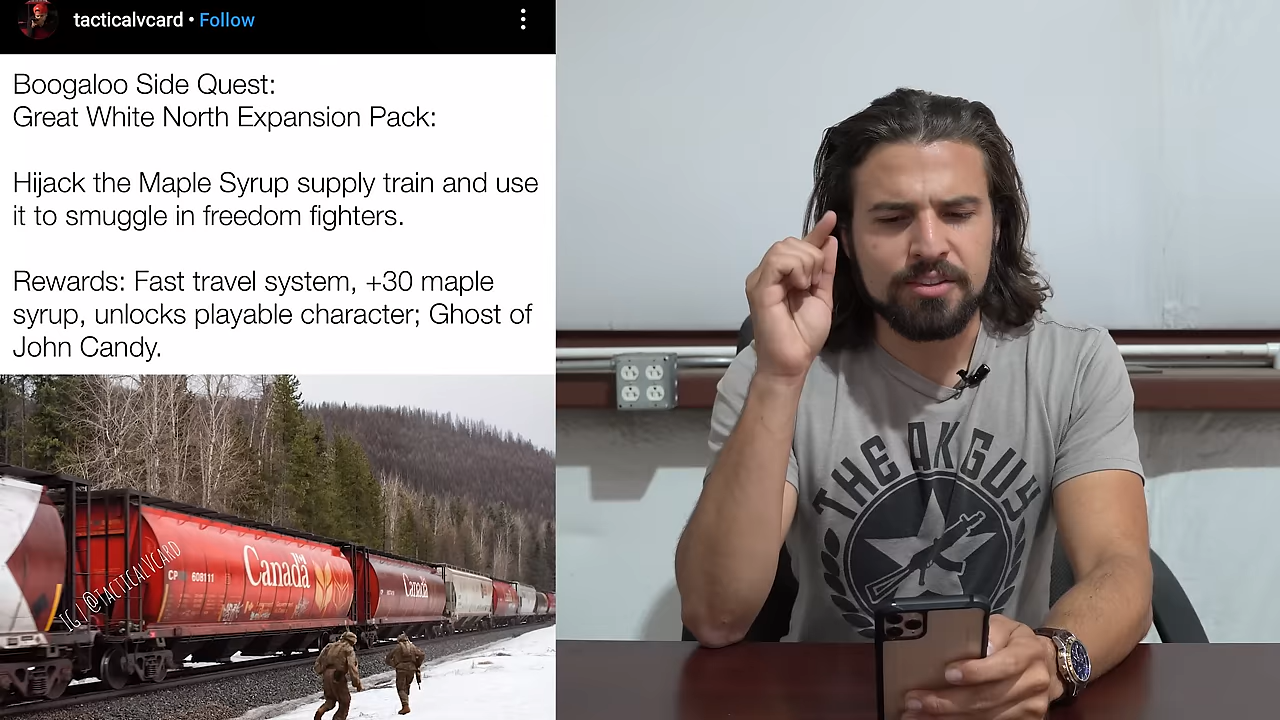 tacticalvcard • Follow
Boogaloo Side Quest:
Great White North Expansion Pack:
Hijack the Maple Syrup supply train and use
it to smuggle in freedom fighters.
Rewards: Fast travel system, +30 maple
syrup, unlocks playable character; Ghost of
John Candy.
Canada
CP 608111
IG | @TACTICALVCARD
Canada
THE AK GUY